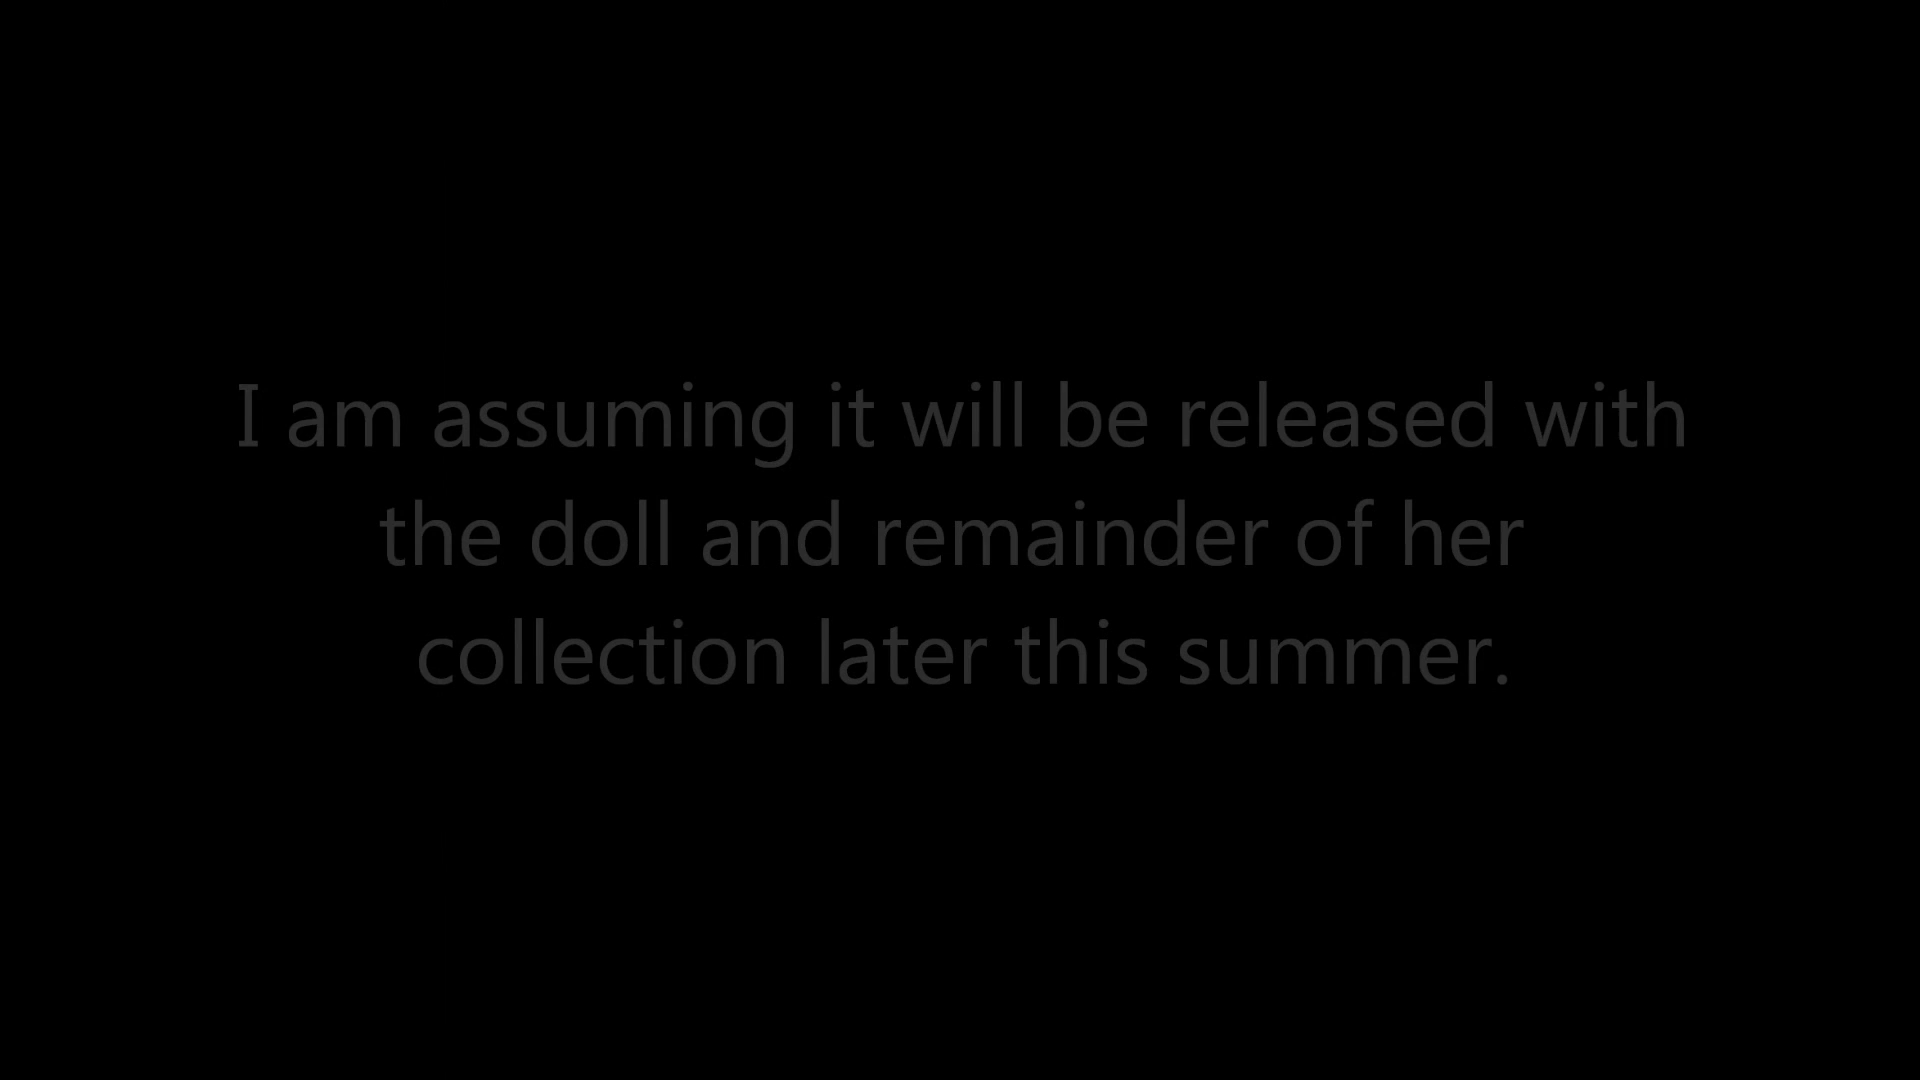 I am assuming it will be released with
the doll and remainder of her
collection later this summer.